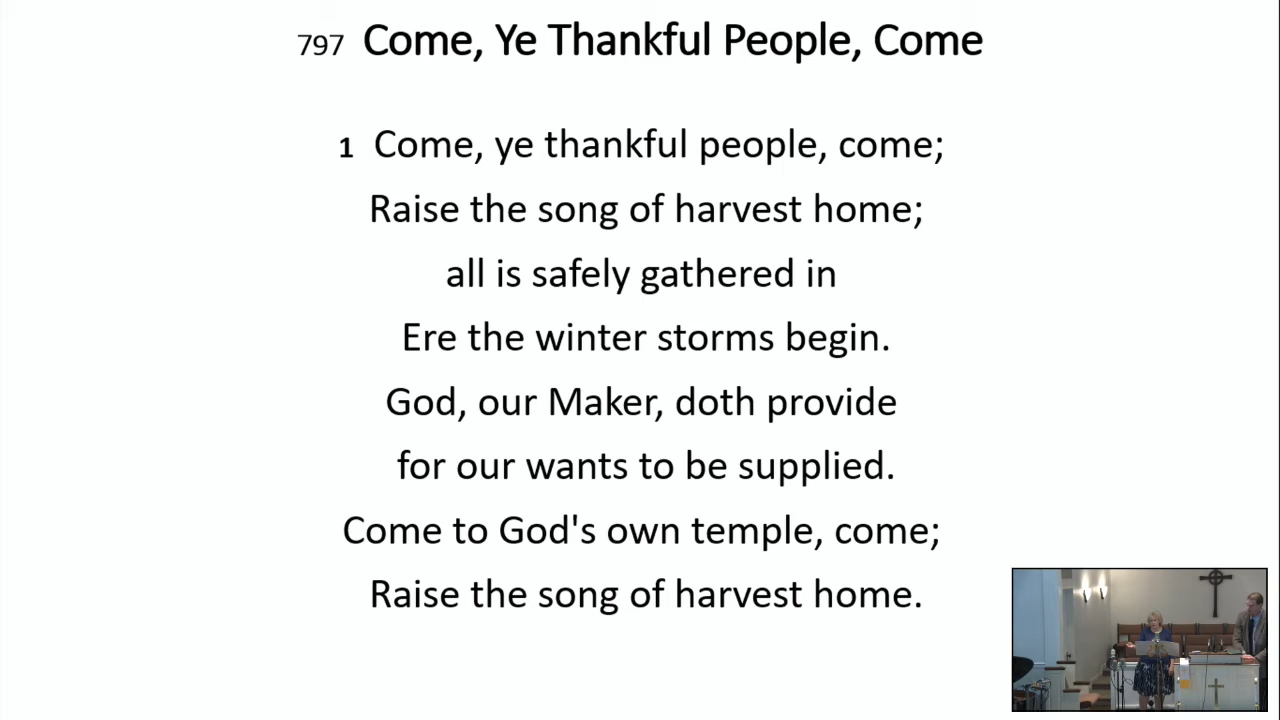 797 Come, Ye Thankful People, Come
1 Come, ye thankful people, come;
Raise the song of harvest home;
all is safely gathered in
Ere the winter storms begin.
God, our Maker, doth provide
for our wants to be supplied.
Come to God's own temple, come;
Raise the song of harvest home.